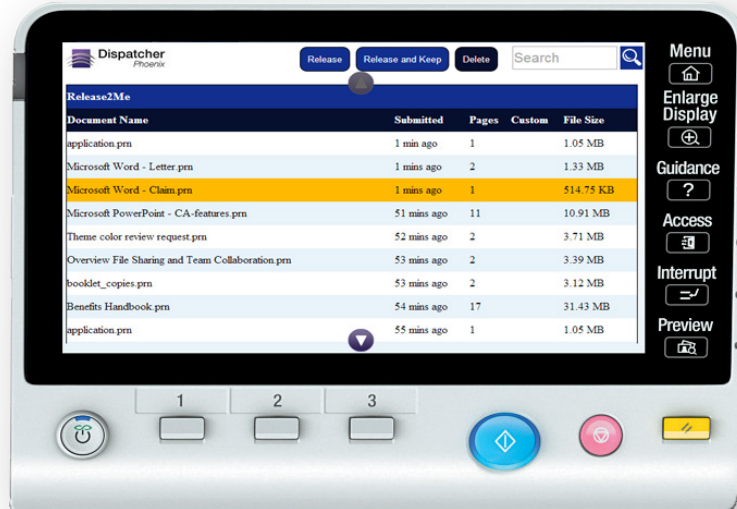 Dispatcher
Phoenix
Release
Release and Keep
Delete
Search
Release2Me
Document Name Submitted Pages Custom File Size
application.prn 1 min ago 1 1.05 MB
Microsoft Word - Letter.prn 1 mins ago 2 1.33 MB
Microsoft Word - Claim.prn 1 mins ago 1 514.75 KB
Microsoft PowerPoint - CA-features.prn 51 mins ago 11 10.91 MB
Theme color review request.prn 52 mins ago 2 3.71 MB
Overview File Sharing and Team Collaboration.prn 53 mins ago 2 3.39 MB
booklet_copies.prn 53 mins ago 2 3.12 MB
Benefits Handbook.prn 54 mins ago 17 31.43 MB
application.prn 55 mins ago 1 1.05 MB
Menu
Enlarge
Display
Guidance
?
Access
Interrupt
Preview
1 2 3